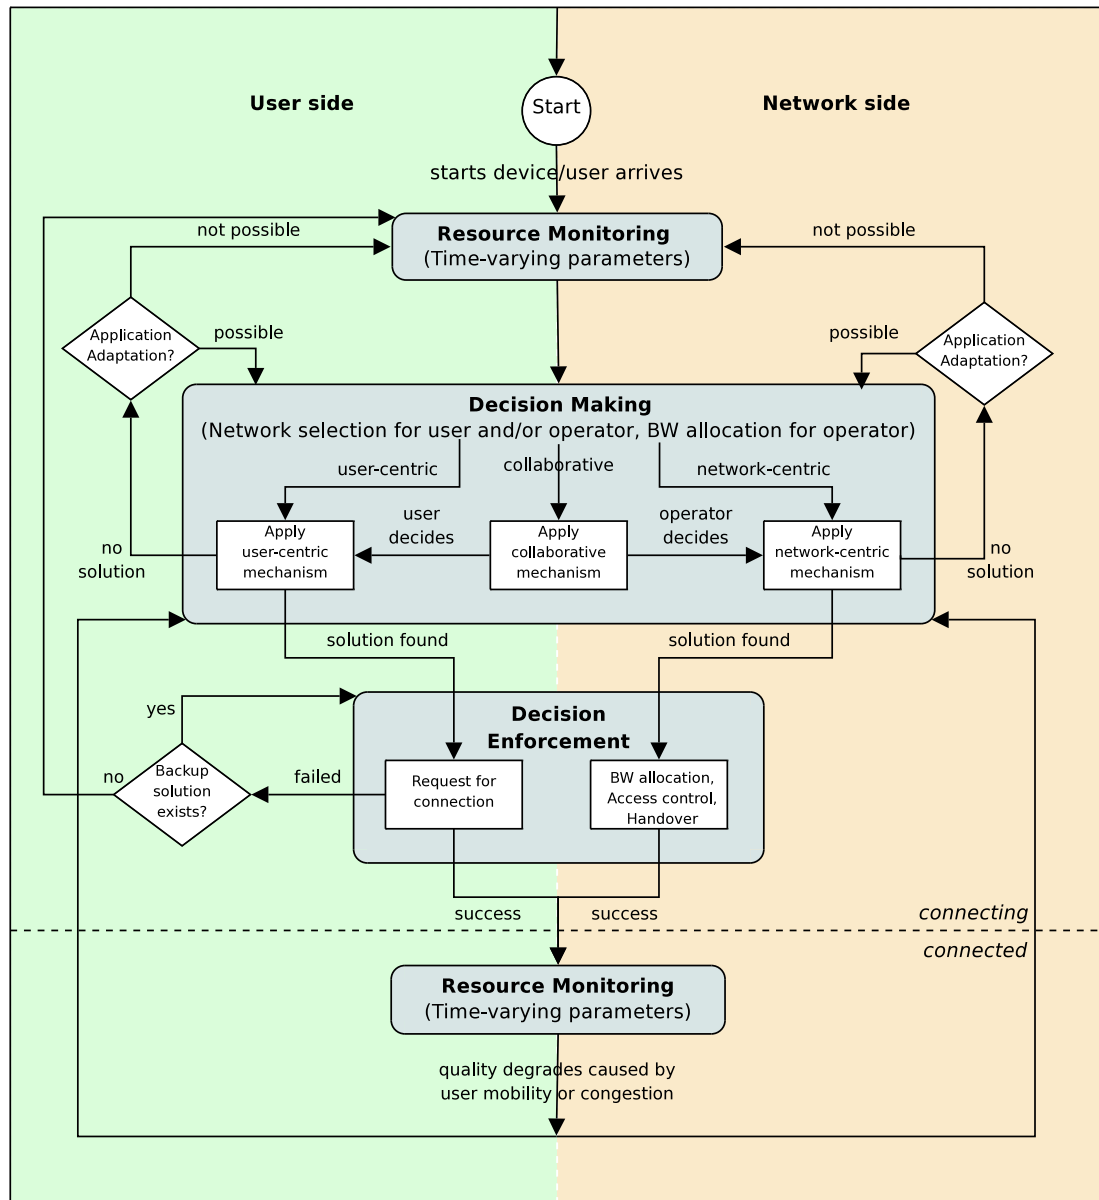 User side
Start
Network side
starts device/user arrives
not possible
Resource Monitoring
(Time-varying parameters)
not possible
Application
Adaptation?
possible
possible
Application
Adaptation?
Decision Making
(Network selection for user and/or operator, BW allocation for operator)
user-centric
collaborative
network-centric
user
decides
operator
decides
no
solution
Apply
user-centric
mechanism
Apply
collaborative
mechanism
Apply
network-centric
mechanism
no
solution
solution found
solution found
yes
Decision
Enforcement
no
Backup
solution
exists?
failed
Request for
connection
BW allocation,
Access control,
Handover
success
success
connecting
connected
Resource Monitoring
(Time-varying parameters)
quality degrades caused by
user mobility or congestion